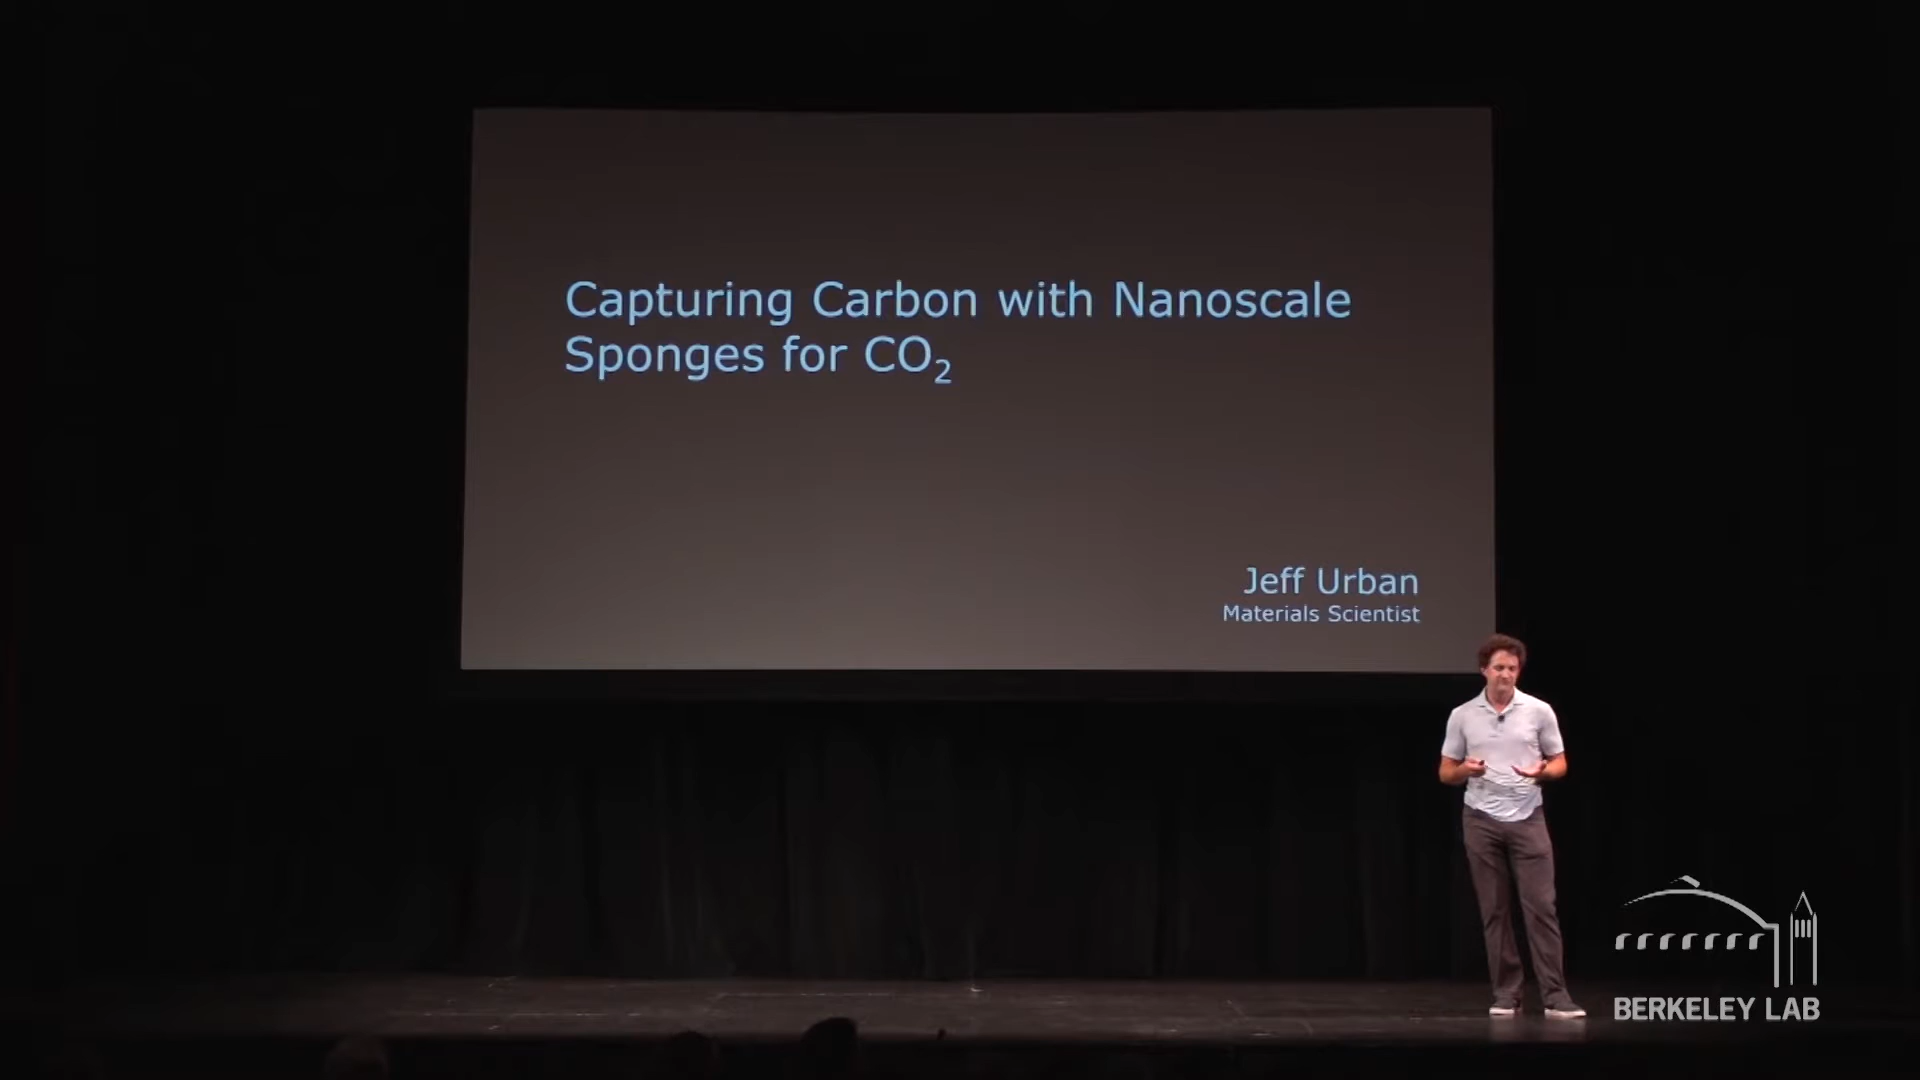 Capturing Carbon with Nanoscale
Sponges for CO₂
Jeff Urban
Materials Scientist
BERKELEY LAB